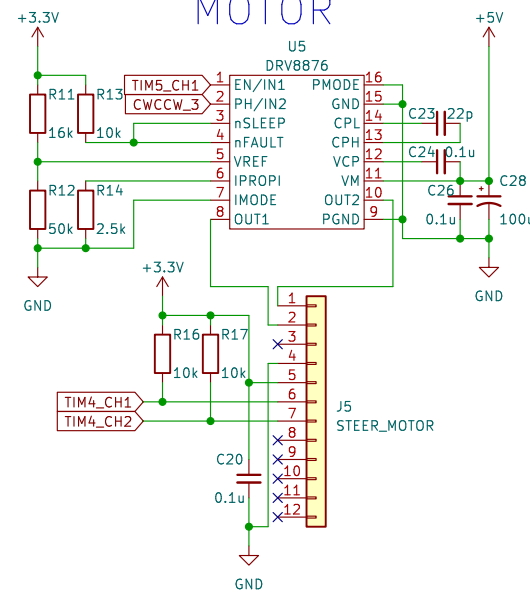 MOTOR
+3.3V
+5V
U5
DRV8876
TIM5_CH1
CWCCW_3
1 EN/IN1
2 PH/IN2
3 nSLEEP
4 nFAULT
5 VREF
6 IPROPI
7 IMODE
8 OUT1
PMODE 16
GND 15
CPL 14
CPH 13
VCP 12
VM 11
OUT2 10
PGND 9
R11
16k
R13
10k
R12
50k
R14
2.5k
C23 22p
C24 0.1u
C26
0.1u
+ C28
100u
GND
GND
+3.3V
R16
10k
R17
10k
TIM4_CH1
TIM4_CH2
C20
0.1u
GND
1
2
3
4
5
6
7
8
9
10
11
12
J5
STEER_MOTOR